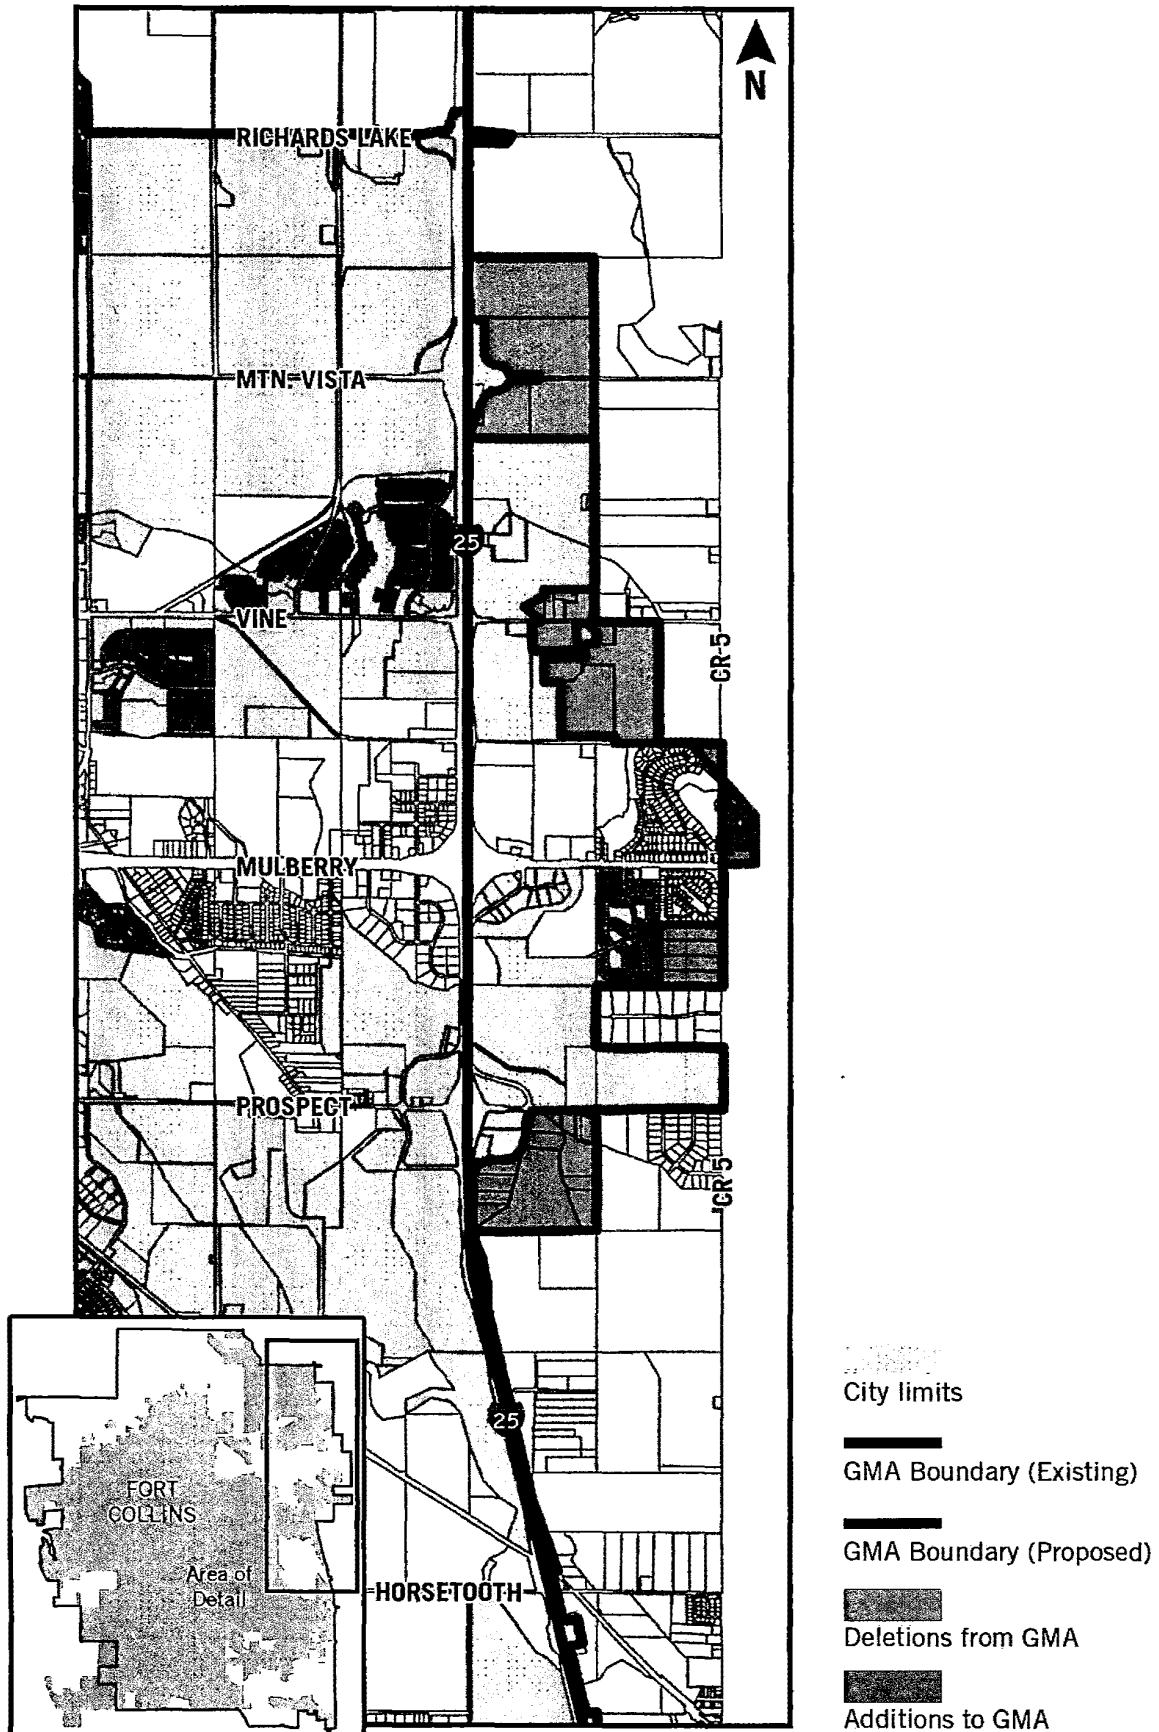 N
RICHARDS LAKE
MTN. VISTA
25
VINE
CR-5
MULBERRY
PROSPECT
CR-5
25
FORT
COLLINS
Area of
Detail
HORSETOOTH
City limits
GMA Boundary (Existing)
GMA Boundary (Proposed)
Deletions from GMA
Additions to GMA